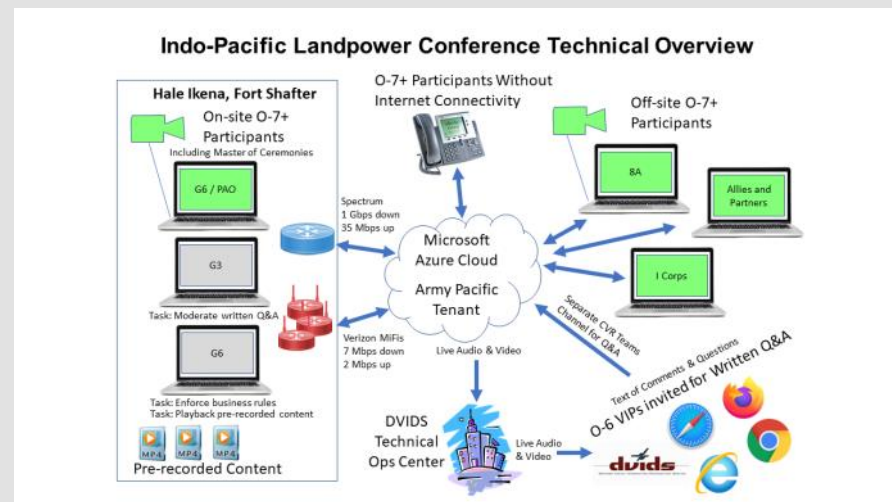 Indo-Pacific Landpower Conference Technical Overview
Hale Ikena, Fort Shafter
On-site O-7+
Participants
Including Master of Ceremonies
G6 / PAO
G3
Task: Moderate written Q&A
G6
Task: Enforce business rules
Task: Playback pre-recorded content
MP4
MP4
MP4
Pre-recorded Content
Spectrum
1 Gbps down
35 Mbps up
Verizon MiFis
7 Mbps down
2 Mbps up
O-7+ Participants Without
Internet Connectivity
Microsoft
Azure Cloud
Army Pacific
Tenant
Live Audio & Video
DVIDS
Technical
Ops Center
Live Audio
& Video
Off-site O-7+
Participants
8A
Allies and
Partners
I Corps
Separate CVR Teams
Channel for Q&A
Text of Comments & Questions
O-6 VIPs invited for Written Q&A
dvids